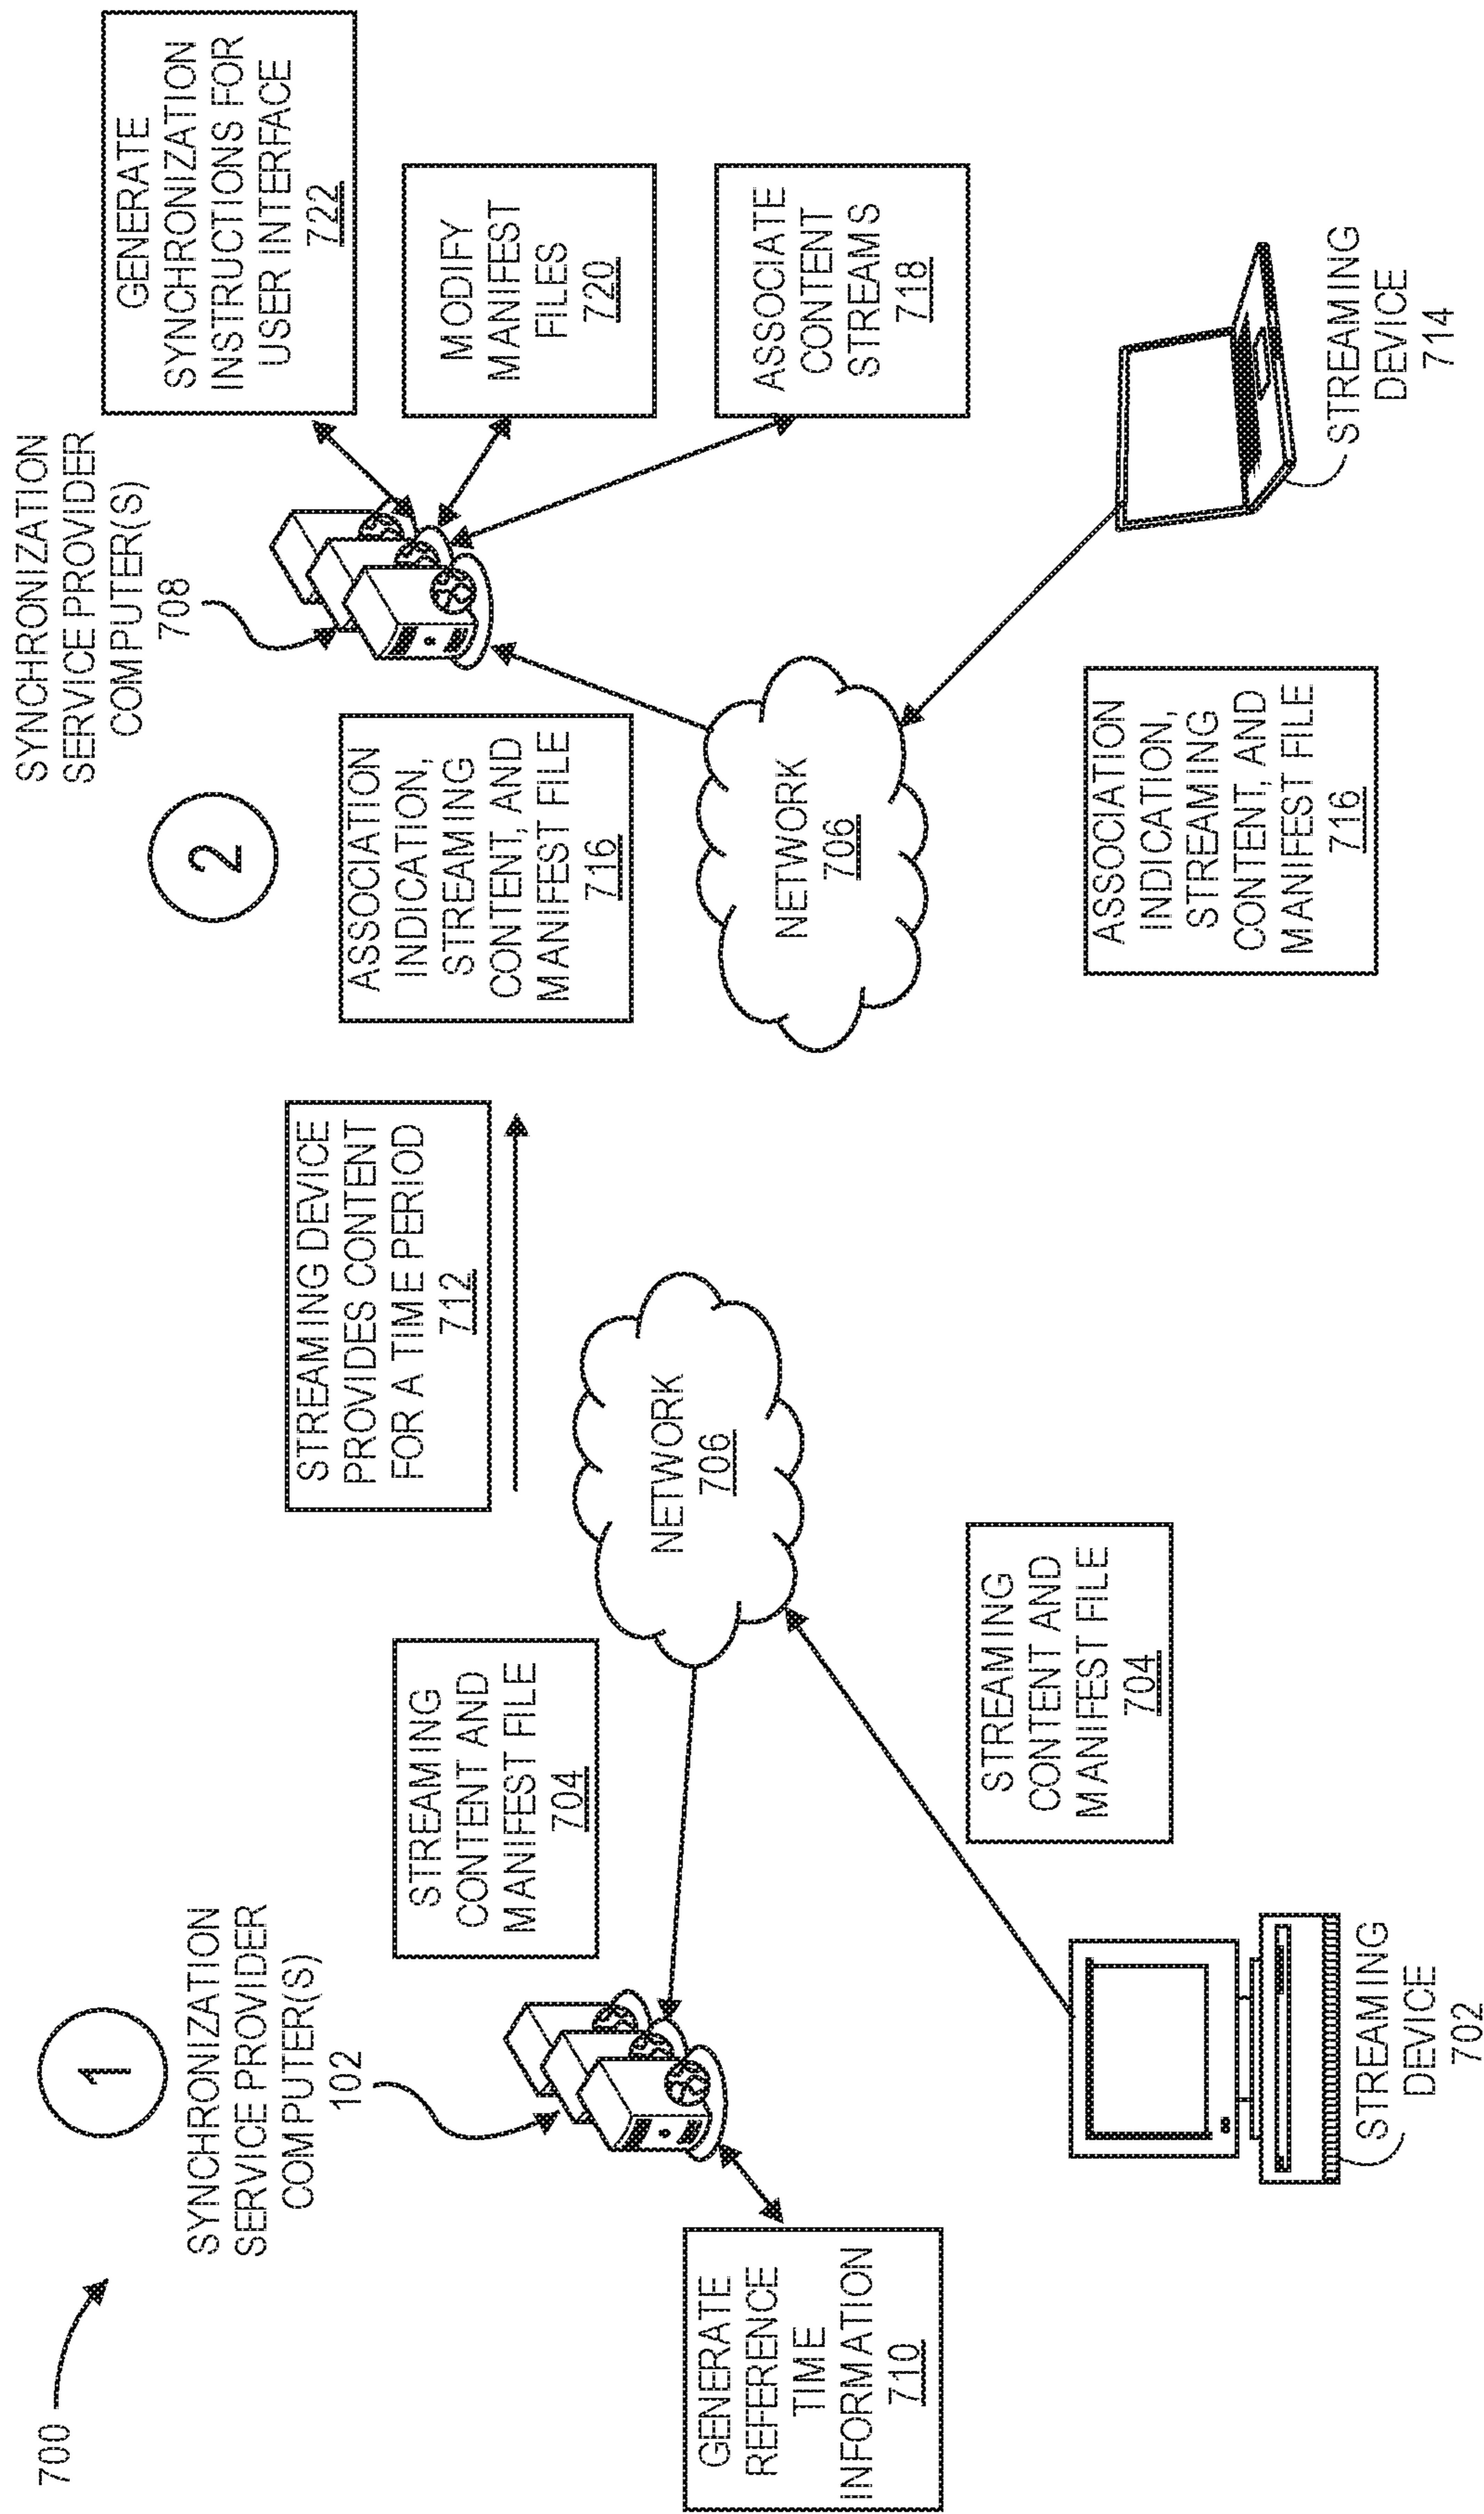 700
1
SYNCHRONIZATION
SERVICE PROVIDER
COMPUTER(S)
102
STREAMING
CONTENT AND
MANIFEST FILE
704
GENERATE
REFERENCE
TIME
INFORMATION
710
NETWORK
706
STREAMING
CONTENT AND
MANIFEST FILE
704
STREAMING
DEVICE
702
STREAMING DEVICE
PROVIDES CONTENT
FOR A TIME PERIOD
712
2
SYNCHRONIZATION
SERVICE PROVIDER
COMPUTER(S)
708
ASSOCIATION
INDICATION,
STREAMING
CONTENT, AND
MANIFEST FILE
716
GENERATE
SYNCHRONIZATION
INSTRUCTIONS FOR
USER INTERFACE
722
MODIFY
MANIFEST
FILES
720
ASSOCIATE
CONTENT
STREAMS
718
NETWORK
706
ASSOCIATION
INDICATION,
STREAMING
CONTENT, AND
MANIFEST FILE
716
STREAMING
DEVICE
714